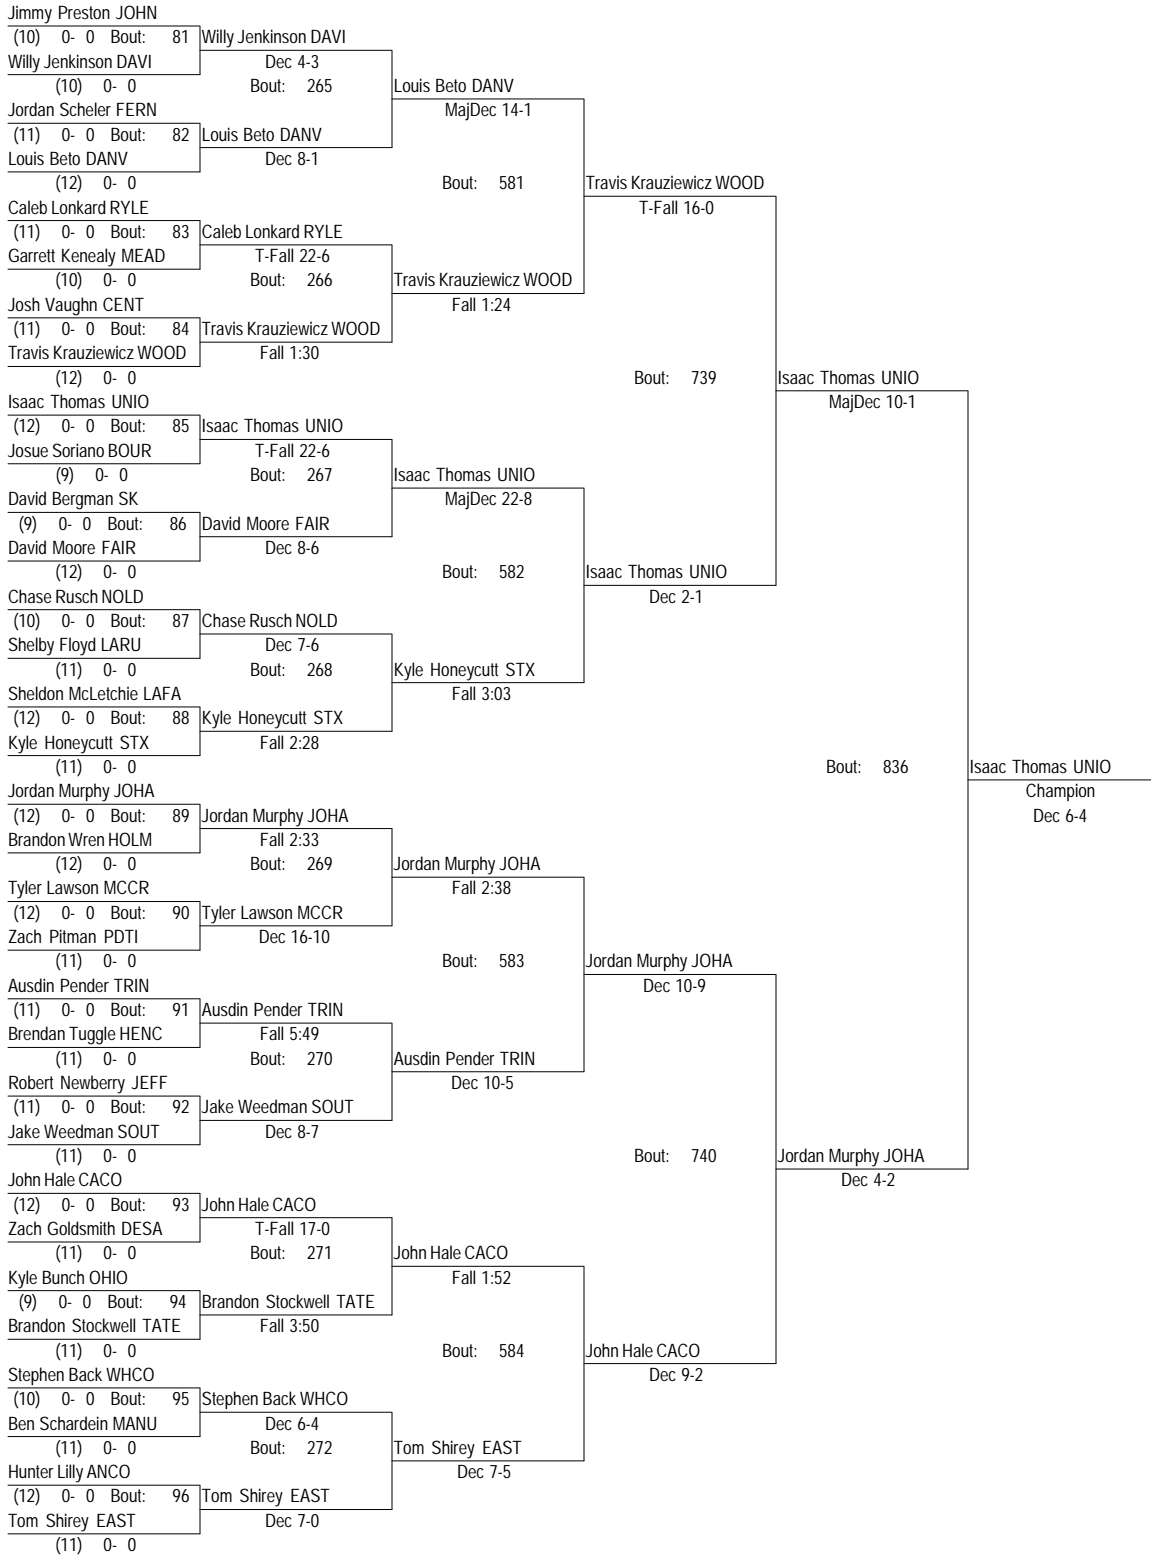 Jimmy Preston JOHN
(10) 0- 0 Bout: 81 Willy Jenkinson DAVI
Willy Jenkinson DAVI Dec 4-3
(10) 0- 0 Bout: 265 Louis Beto DANV
Jordan Scheler FERN MajDec 14-1
(11) 0- 0 Bout: 82 Louis Beto DANV
Louis Beto DANV Dec 8-1
(12) 0- 0 Bout: 581 Travis Krauziewicz WOOD
Caleb Lonkard RYLE T-Fall 16-0
(11) 0- 0 Bout: 83 Caleb Lonkard RYLE
Garrett Kenealy MEAD T-Fall 22-6
(10) 0- 0 Bout: 266 Travis Krauziewicz WOOD
Josh Vaughn CENT Fall 1:24
(11) 0- 0 Bout: 84 Travis Krauziewicz WOOD
Travis Krauziewicz WOOD Fall 1:30
(12) 0- 0 Bout: 739 Isaac Thomas UNIO
Isaac Thomas UNIO MajDec 10-1
(12) 0- 0 Bout: 85 Isaac Thomas UNIO
Josue Soriano BOUR T-Fall 22-6
(9) 0- 0 Bout: 267 Isaac Thomas UNIO
David Bergman SK MajDec 22-8
(9) 0- 0 Bout: 86 David Moore FAIR
David Moore FAIR Dec 8-6
(12) 0- 0 Bout: 582 Isaac Thomas UNIO
Chase Rusch NOLD Dec 2-1
(10) 0- 0 Bout: 87 Chase Rusch NOLD
Shelby Floyd LARU Dec 7-6
(11) 0- 0 Bout: 268 Kyle Honeycutt STX
Sheldon McLetchie LAFA Fall 3:03
(12) 0- 0 Bout: 88 Kyle Honeycutt STX
Kyle Honeycutt STX Fall 2:28
(11) 0- 0 Bout: 836 Isaac Thomas UNIO
Jordan Murphy JOHA Champion
(12) 0- 0 Bout: 89 Jordan Murphy JOHA Dec 6-4
Brandon Wren HOLM Fall 2:33
(12) 0- 0 Bout: 269 Jordan Murphy JOHA
Tyler Lawson MCCR Fall 2:38
(12) 0- 0 Bout: 90 Tyler Lawson MCCR
Zach Pitman PDTI Dec 16-10
(11) 0- 0 Bout: 583 Jordan Murphy JOHA
Ausdin Pender TRIN Dec 10-9
(11) 0- 0 Bout: 91 Ausdin Pender TRIN
Brendan Tuggle HENC Fall 5:49
(11) 0- 0 Bout: 270 Ausdin Pender TRIN
Robert Newberry JEFF Dec 10-5
(11) 0- 0 Bout: 92 Jake Weedman SOUT
Jake Weedman SOUT Dec 8-7
(11) 0- 0 Bout: 740 Jordan Murphy JOHA
John Hale CACO Dec 4-2
(12) 0- 0 Bout: 93 John Hale CACO
Zach Goldsmith DESA T-Fall 17-0
(11) 0- 0 Bout: 271 John Hale CACO
Kyle Bunch OHIO Fall 1:52
(9) 0- 0 Bout: 94 Brandon Stockwell TATE
Brandon Stockwell TATE Fall 3:50
(11) 0- 0 Bout: 584 John Hale CACO
Stephen Back WHCO Dec 9-2
(10) 0- 0 Bout: 95 Stephen Back WHCO
Ben Schardein MANU Dec 6-4
(11) 0- 0 Bout: 272 Tom Shirey EAST
Hunter Lilly ANCO Dec 7-5
(12) 0- 0 Bout: 96 Tom Shirey EAST
Tom Shirey EAST Dec 7-0
(11) 0- 0